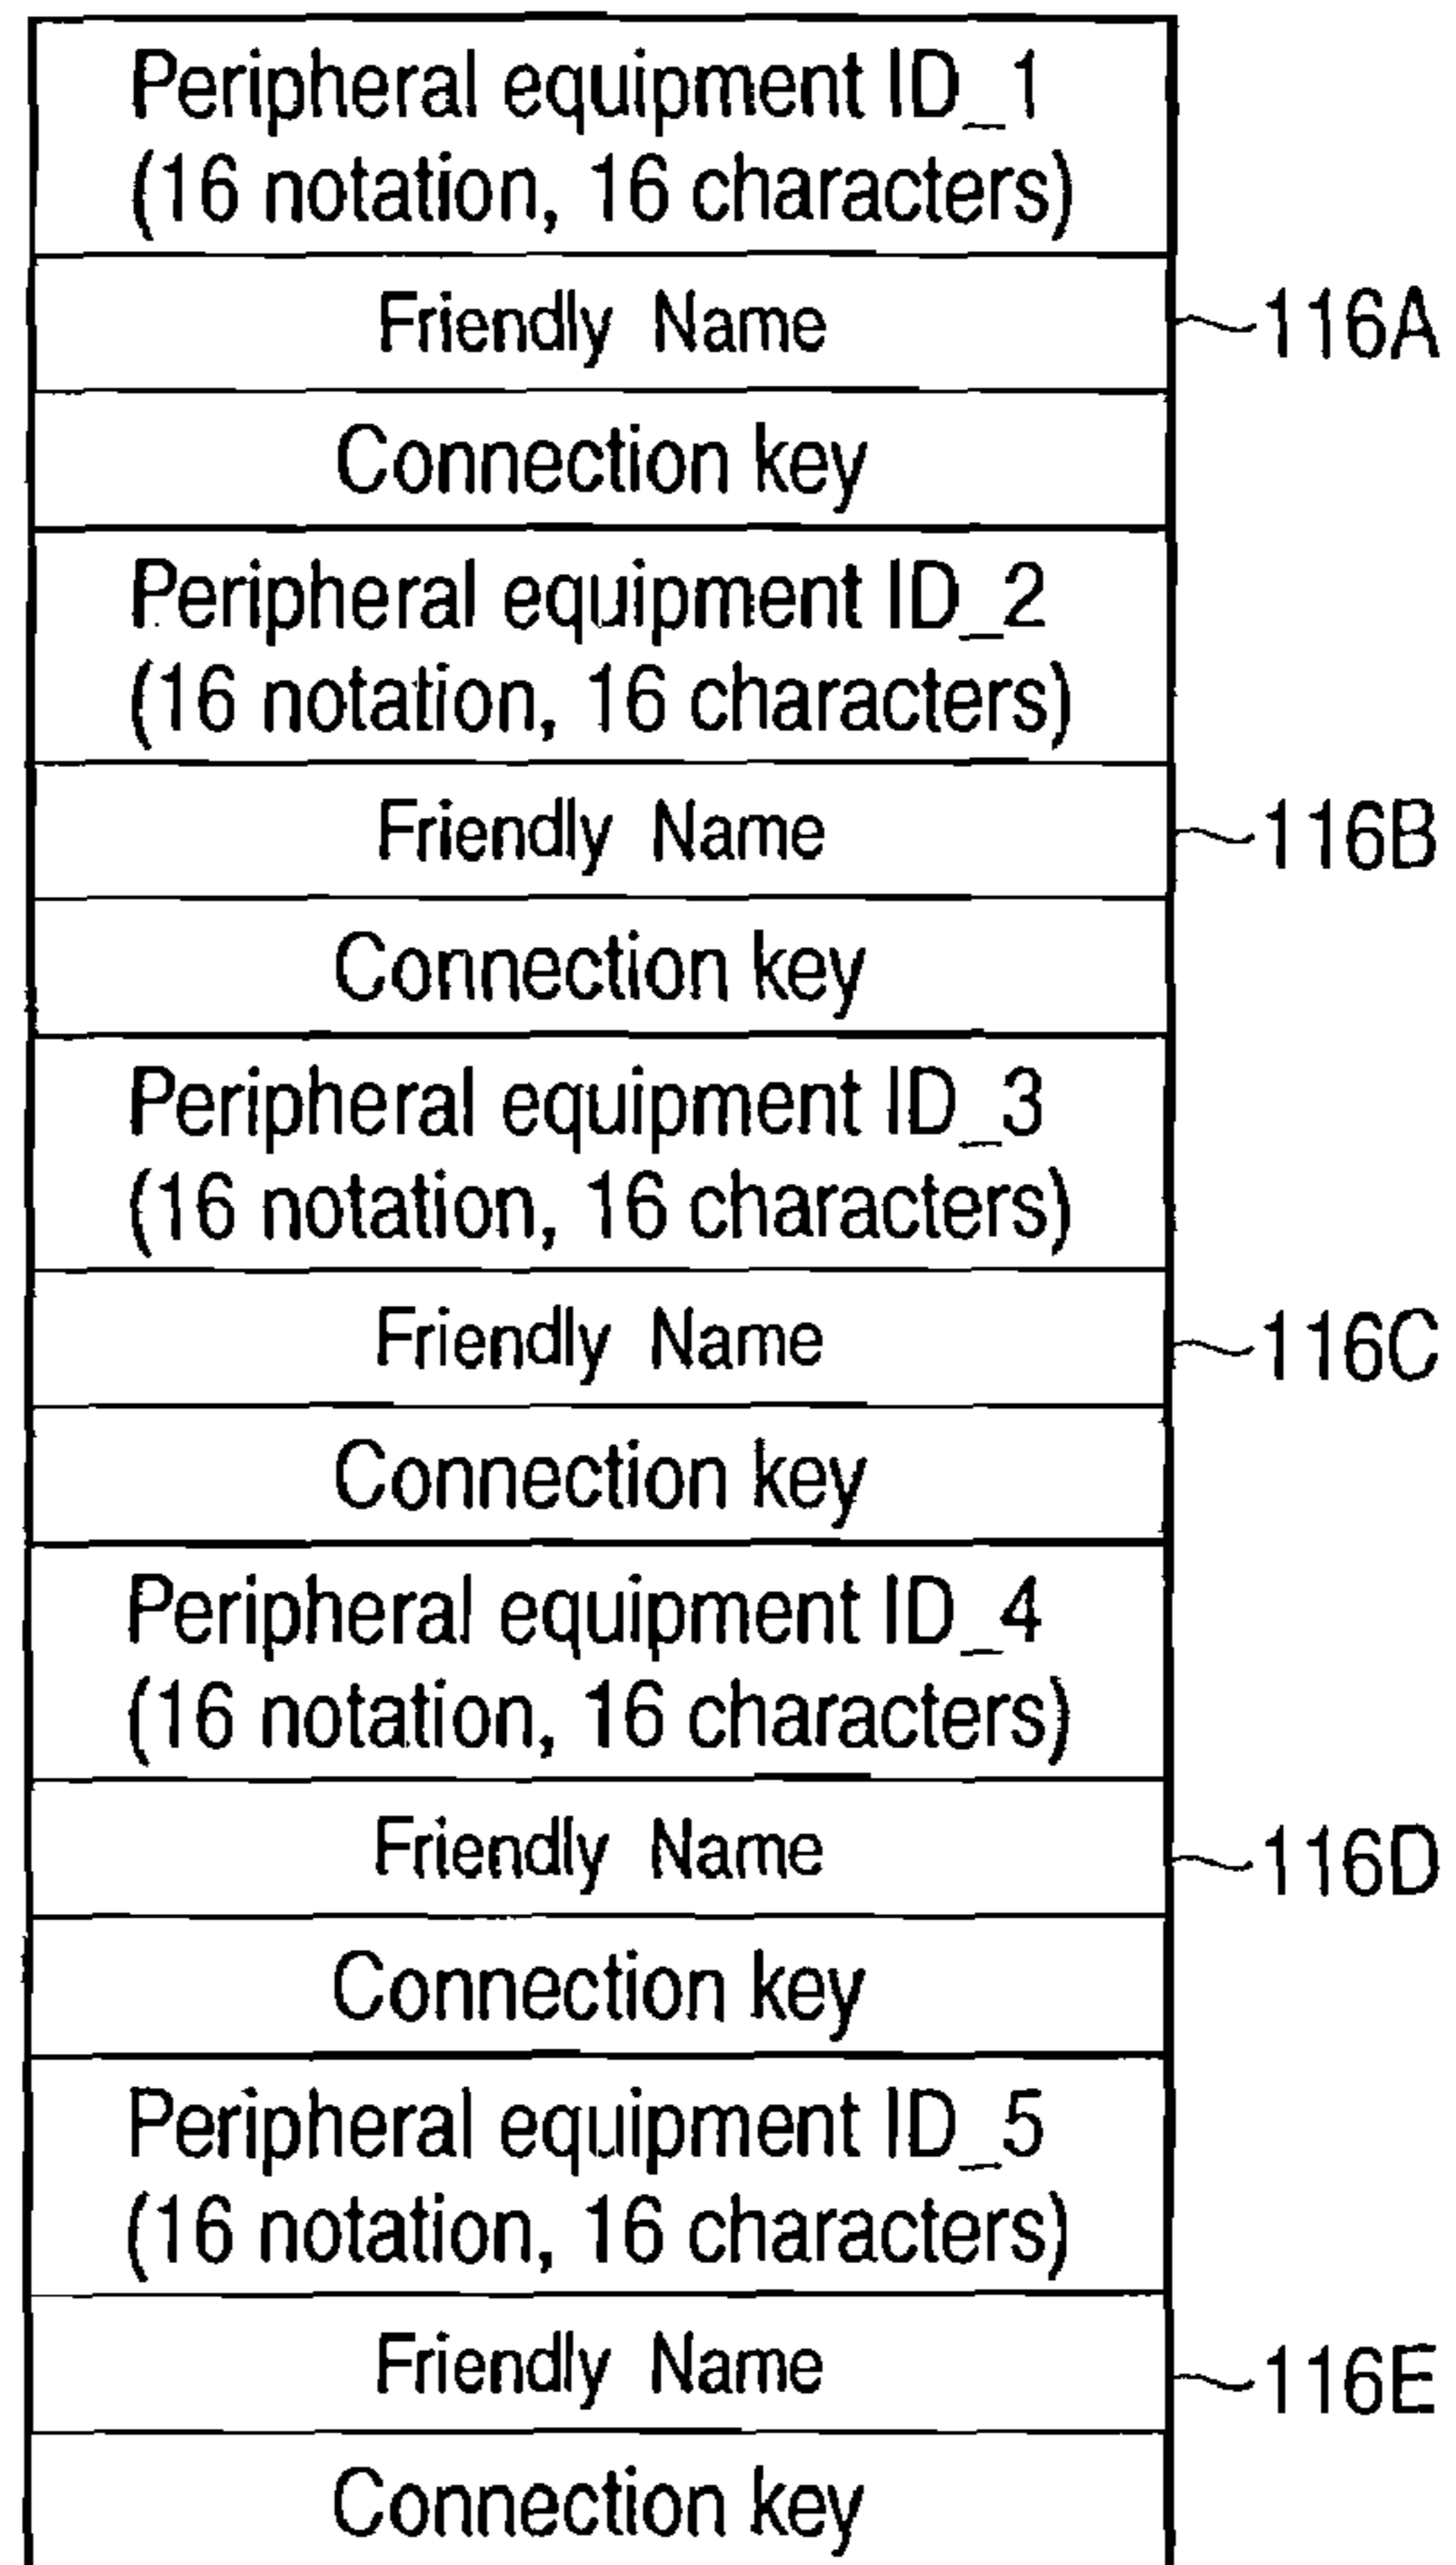 Peripheral equipment ID_1
(16 notation, 16 characters)
Friendly Name
116A
Connection key
Peripheral equipment ID_2
(16 notation, 16 characters)
Friendly Name
116B
Connection key
Peripheral equipment ID_3
(16 notation, 16 characters)
Friendly Name
116C
Connection key
Peripheral equipment ID_4
(16 notation, 16 characters)
Friendly Name
116D
Connection key
Peripheral equipment ID_5
(16 notation, 16 characters)
Friendly Name
116E
Connection key